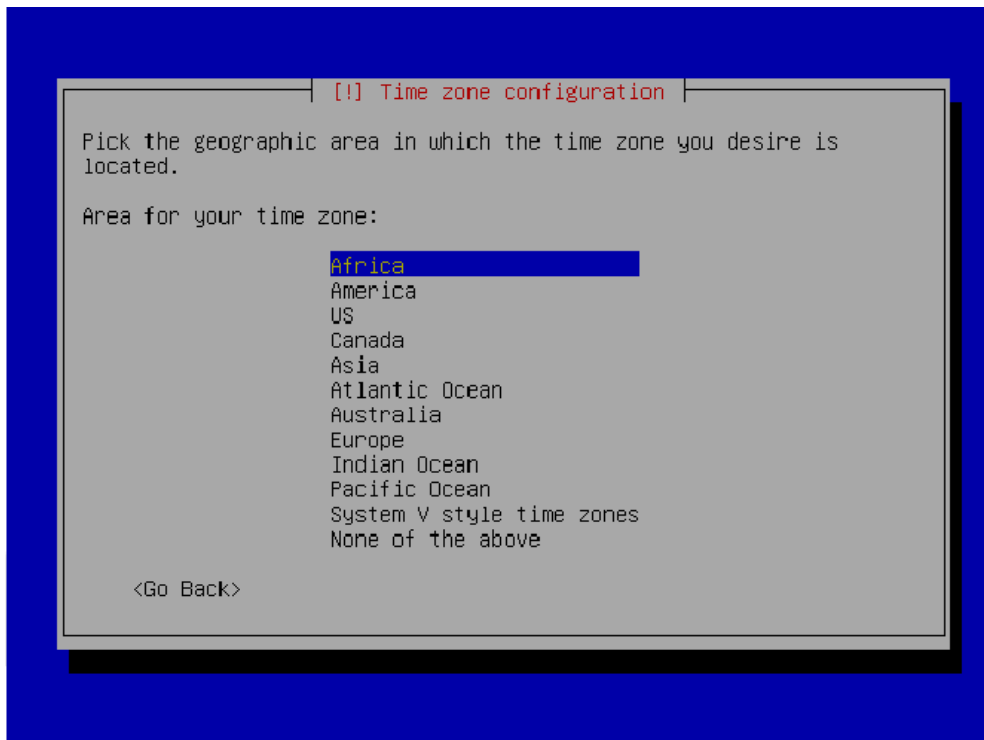 [!] Time zone configuration
Pick the geographic area in which the time zone you desire is
located.
Area for your time zone:
Africa
America
US
Canada
Asia
Atlantic Ocean
Australia
Europe
Indian Ocean
Pacific Ocean
System V style time zones
None of the above
<Go Back>